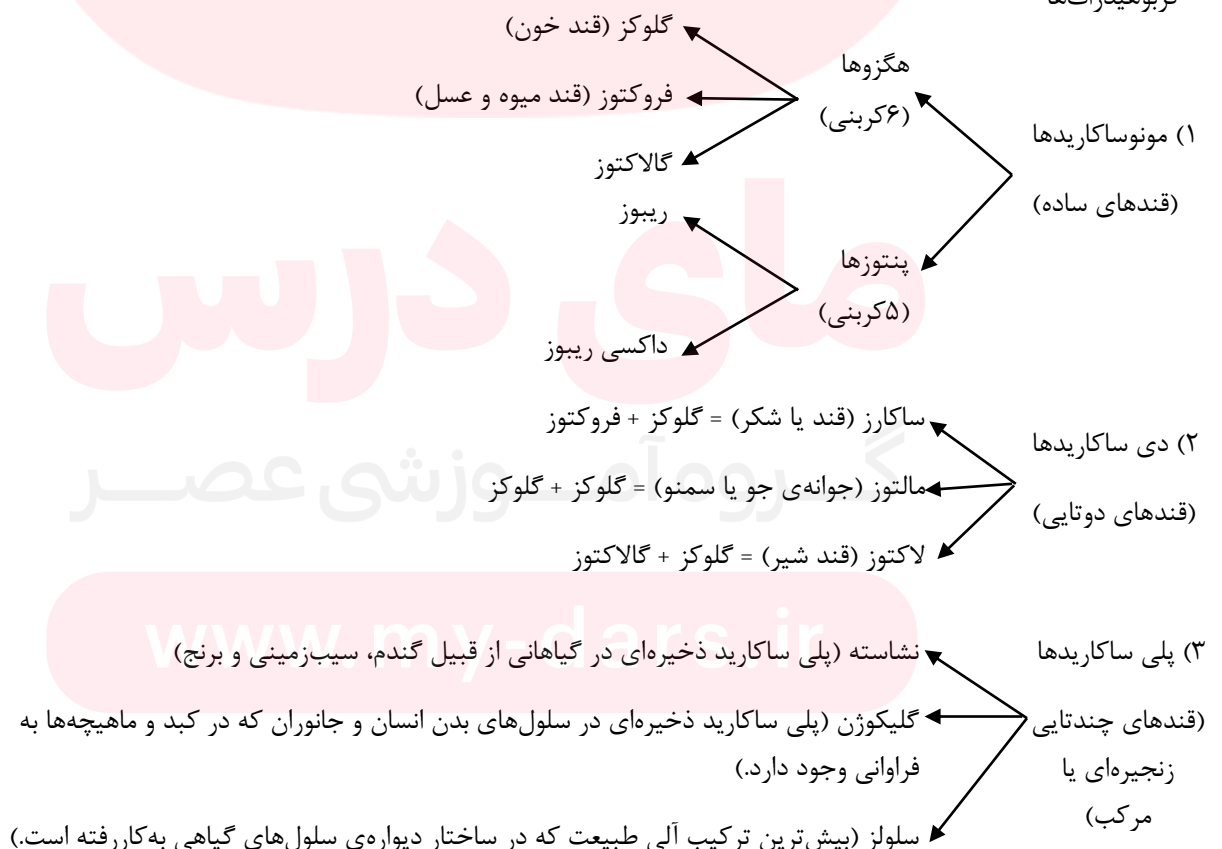 کربوهیدرات‌ها
۱) مونوساکاریدها
(قندهای ساده)
هگزوها
(۶کربنی)
گلوکز (قند خون)
فروکتوز (قند میوه و عسل)
گالاکتوز
پنتوزها
(۵کربنی)
ریبوز
داکسی ریبوز
۲) دی ساکاریدها
(قندهای دوتایی)
ساکارز (قند یا شکر) = گلوکز + فروکتوز
مالتوز (جوانه‌ی جو یا سمنو) = گلوکز + گلوکز
لاکتوز (قند شیر) = گلوکز + گالاکتوز
۳) پلی ساکاریدها
(قندهای چندتایی
زنجیره‌ای یا
مرکب)
نشاسته (پلی ساکارید ذخیره‌ای در گیاهانی از قبیل گندم، سیب‌زمینی و برنج)
گلیکوژن (پلی ساکارید ذخیره‌ای در سلول‌های بدن انسان و جانوران که در کبد و ماهیچه‌ها به
فراوانی وجود دارد.)
سلولز (بیش‌ترین ترکیب آلی طبیعت که در ساختار دیواره‌ی سلول‌های گیاهی به‌کاررفته است.)
مای درس
گروه آموزشی عصر
www.my-dars.ir